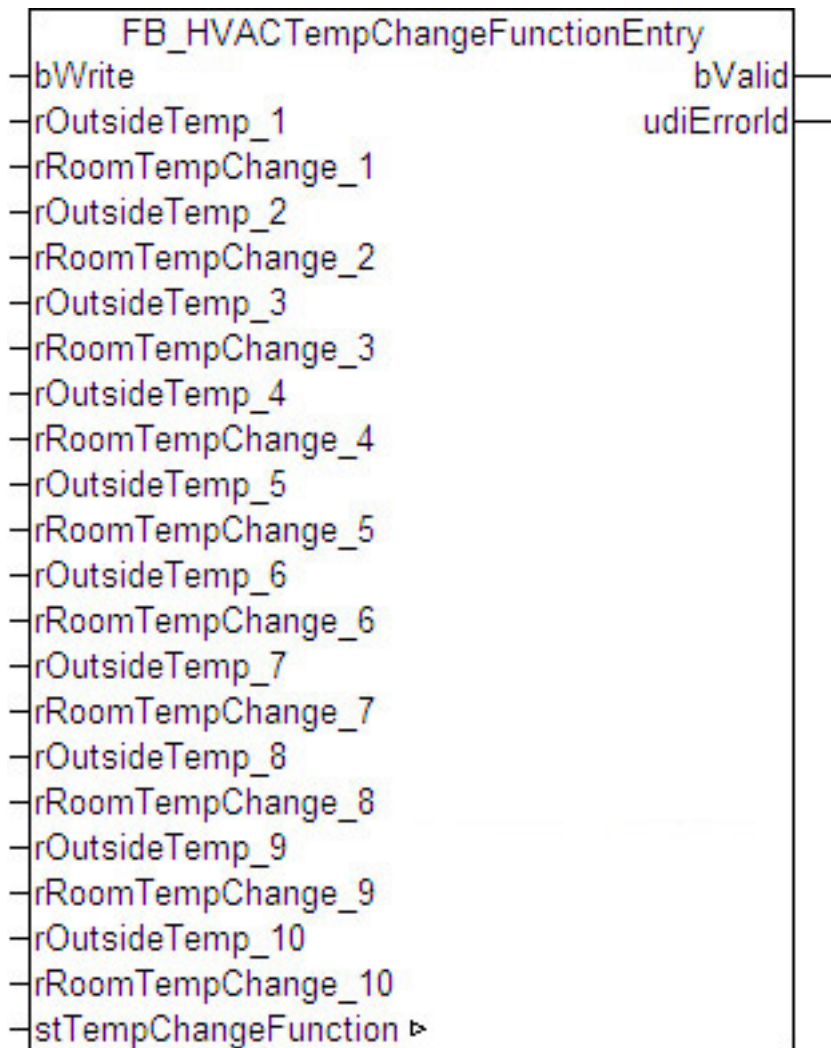 FB_HVACTempChangeFunctionEntry
bWrite bValid
rOutsideTemp_1 udiErrorId
rRoomTempChange_1
rOutsideTemp_2
rRoomTempChange_2
rOutsideTemp_3
rRoomTempChange_3
rOutsideTemp_4
rRoomTempChange_4
rOutsideTemp_5
rRoomTempChange_5
rOutsideTemp_6
rRoomTempChange_6
rOutsideTemp_7
rRoomTempChange_7
rOutsideTemp_8
rRoomTempChange_8
rOutsideTemp_9
rRoomTempChange_9
rOutsideTemp_10
rRoomTempChange_10
stTempChangeFunction